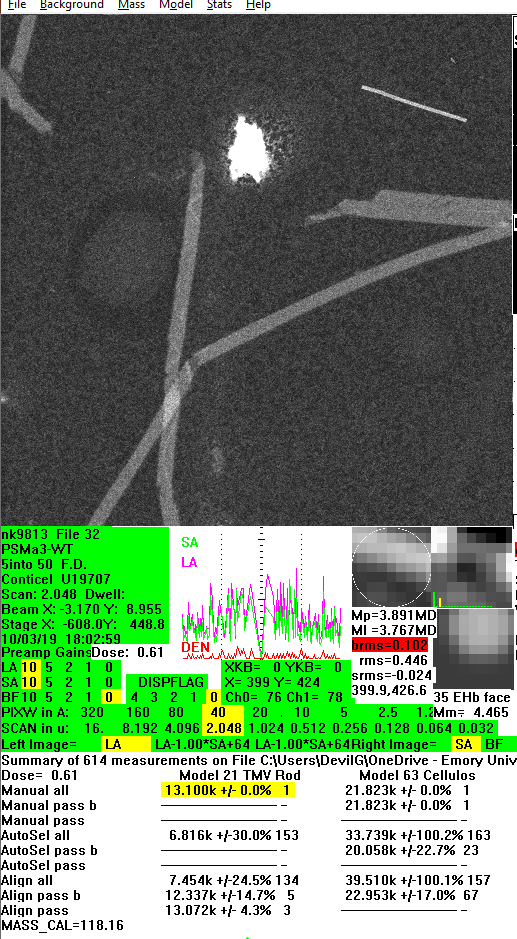 File Background Mass Model Stats Help
nk9813 File 32
PSMa3-WT
5into 50 F.D.
Conticel U19707
Scan: 2.048 Dwell:
Beam X: -3.170 Y: 8.955
Stage X: -608.0Y: 448.8
10/03/19 18:02:59
Preamp Gains Dose: 0.61
LA 10 5 2 1 0
SA 10 5 2 1 0
BF 10 5 2 1 0
SA
LA
DEN
XKB= 0 YKB= 0
DISPFLAG X= 399 Y= 424
4 3 2 1 0 Ch0= 76 Ch1= 78
Mp=3.891MD
Ml =3.767MD
brms=0.102
rms=0.446
srms=-0.024
399.9,426.6
35 EHb face
Mm= 4.465
PIXW in A: 320 160 80 40 20 10 5 2.5 1.2
SCAN in u: 16. 8.192 4.096 2.048 1.024 0.512 0.256 0.128 0.064 0.032
Left Image= LA LA-1.00*SA+64 LA-1.00*SA+64 Right Image= SA BF
Summary of 614 measurements on File C:\Users\DevilG\OneDrive - Emory Univ
Dose= 0.61 Model 21 TMV Rod Model 63 Cellulos
Manual all 13.100k +/- 0.0% 1 21.823k +/- 0.0% 1
Manual pass b – 21.823k +/- 0.0% 1
Manual pass – –
AutoSel all 6.816k +/-30.0% 153 33.739k +/-100.2% 163
AutoSel pass b – 20.058k +/-22.7% 23
AutoSel pass – –
Align all 7.454k +/-24.5% 134 39.510k +/-100.1% 157
Align pass b 12.337k +/-14.7% 5 22.953k +/-17.0% 67
Align pass 13.072k +/- 4.3% 3 –
MASS_CAL=118.16